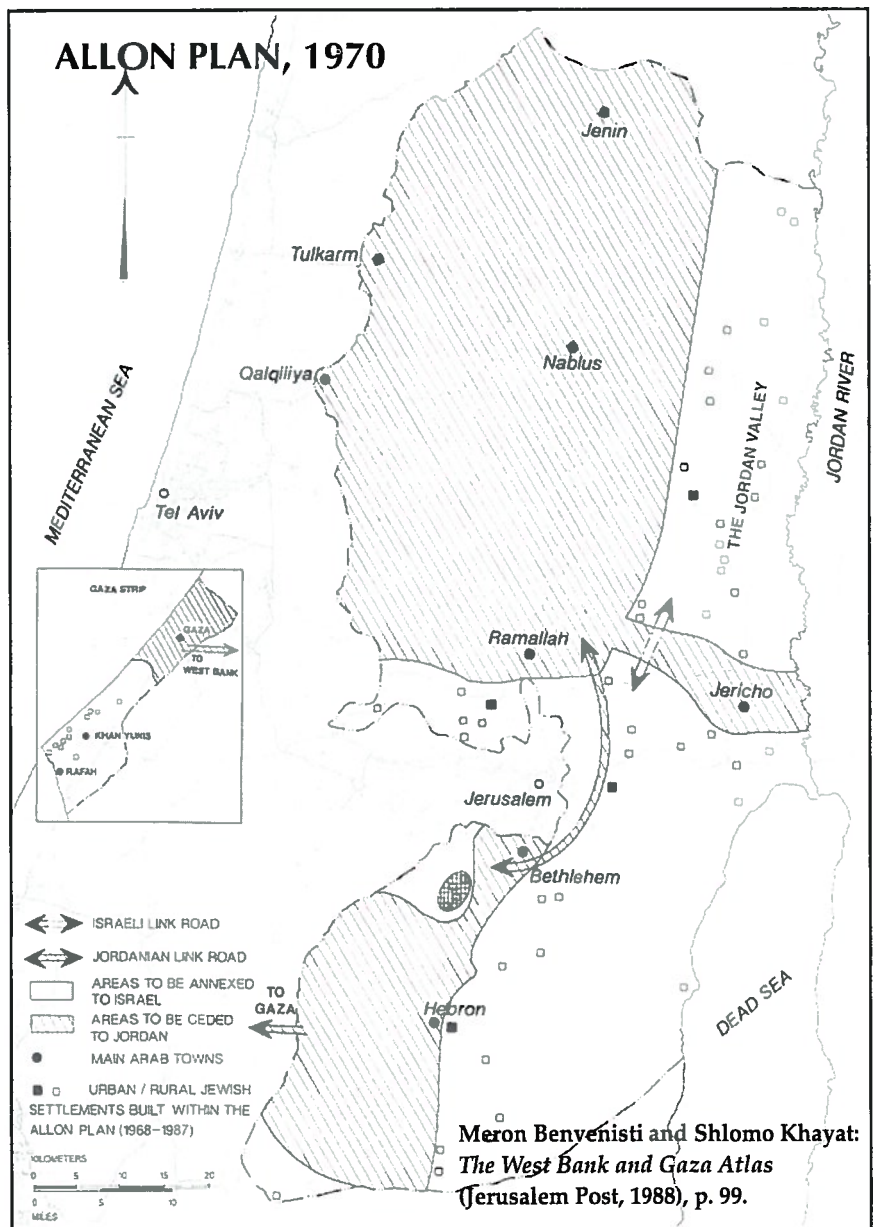 ALLON PLAN, 1970
Jenin
Tulkarm
Nablus
Qalqiliya
MEDITERRANEAN SEA
JORDAN RIVER
THE JORDAN VALLEY
Tel Aviv
GAZA STRIP
GAZA
TO
WEST BANK
KHAN YUNIS
RAFAH
Ramallah
Jericho
Jerusalem
Bethlehem
Hebron
DEAD SEA
TO
GAZA
ISRAELI LINK ROAD
JORDANIAN LINK ROAD
AREAS TO BE ANNEXED
TO ISRAEL
AREAS TO BE CEDED
TO JORDAN
MAIN ARAB TOWNS
URBAN / RURAL JEWISH
SETTLEMENTS BUILT WITHIN THE
ALLON PLAN (1968-1987)
KILOMETERS
0 5 10 15 20
0 5 10
MILES
Meron Benvenisti and Shlomo Khayat:
The West Bank and Gaza Atlas
(Jerusalem Post, 1988), p. 99.